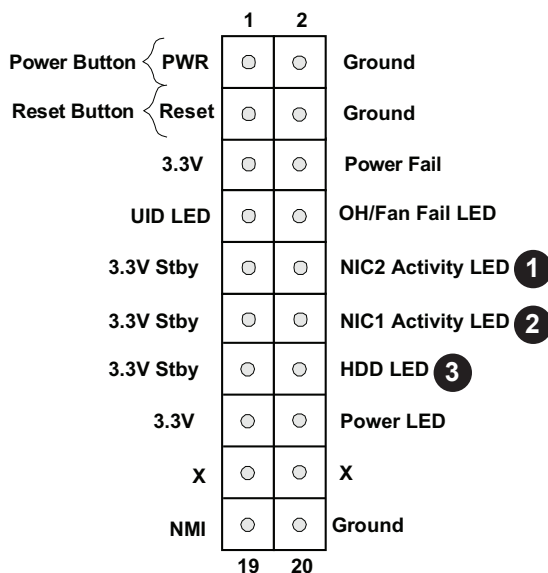 1 2
Power Button PWR Ground
Reset Button Reset Ground
3.3V Power Fail
UID LED OH/Fan Fail LED
3.3V Stby NIC2 Activity LED 1
3.3V Stby NIC1 Activity LED 2
3.3V Stby HDD LED 3
3.3V Power LED
X X
NMI Ground
19 20